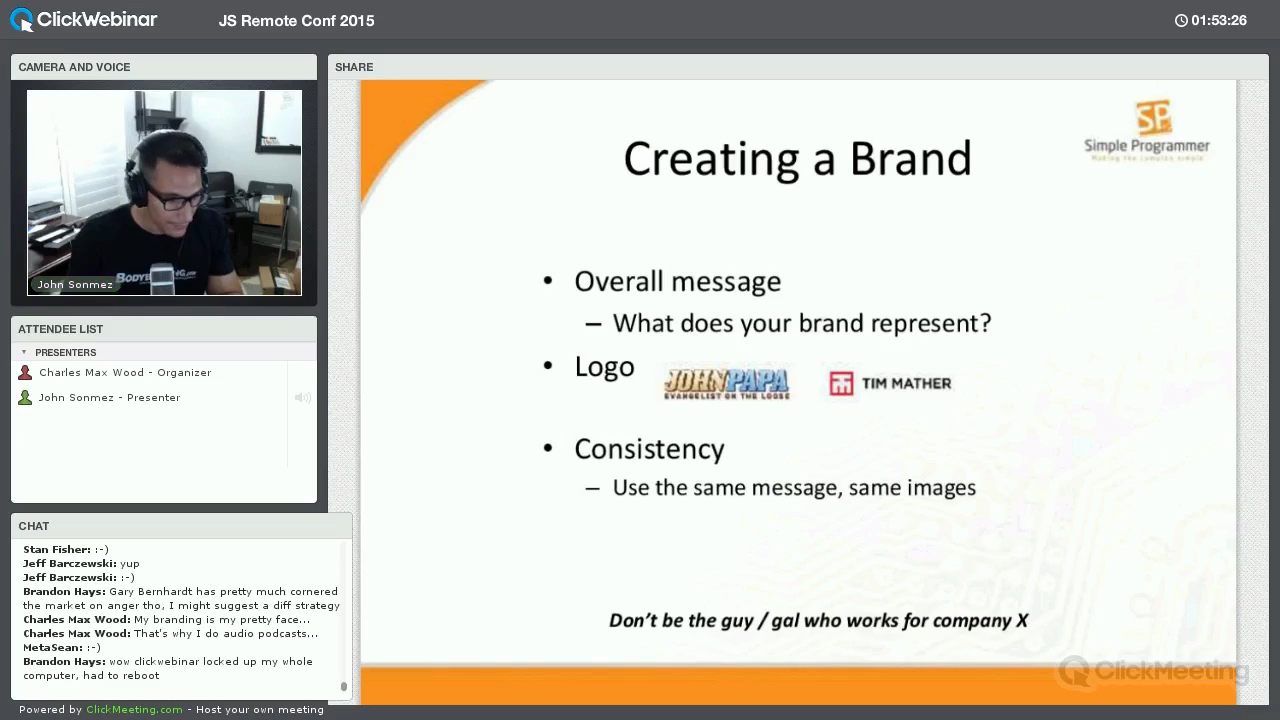 ClickWebinar
JS Remote Conf 2015
01:53:26
CAMERA AND VOICE
John Sonmez
ATTENDEE LIST
PRESENTERS
Charles Max Wood - Organizer
John Sonmez - Presenter
CHAT
Stan Fisher: :-)
Jeff Barczewski: yup
Jeff Barczewski: :-)
Brandon Hays: Gary Bernhardt has pretty much cornered
the market on anger tho, I might suggest a diff strategy
Charles Max Wood: My branding is my pretty face...
Charles Max Wood: That's why I do audio podcasts...
MetaSean: :-)
Brandon Hays: wow clickwebinar locked up my whole
computer, had to reboot
Powered by ClickMeeting.com - Host your own meeting
SHARE
SP
Simple Programmer
Making the complex simple
Creating a Brand
• Overall message
– What does your brand represent?
• Logo
JOHNPAPA
EVANGELIST ON THE LOOSE
TIM MATHER
• Consistency
– Use the same message, same images
Don't be the guy / gal who works for company X
ClickMeeting